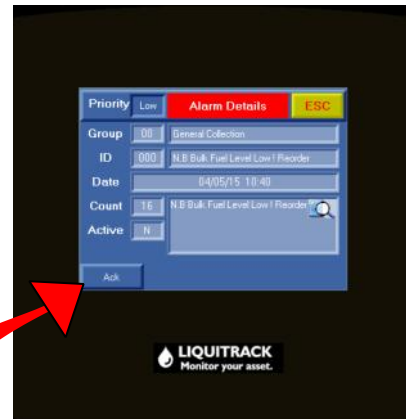 Priority Low Alarm Details ESC
Group 00 General Collection
ID 000 N.B Bulk Fuel Level Low ! Reorder
Date 04/05/15 10:40
Count 16 N.B Bulk Fuel Level Low ! Reorder
Active N
Ack
LIQUITRACK
Monitor your asset.